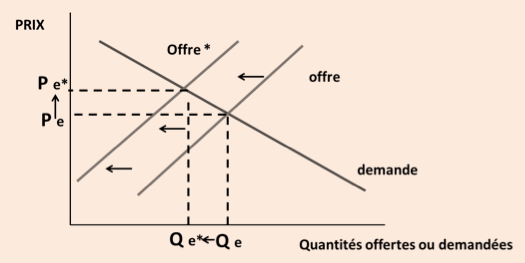 PRIX
Offre *
offre
P e*
P e
demande
Q e* Q e
Quantités offertes ou demandées